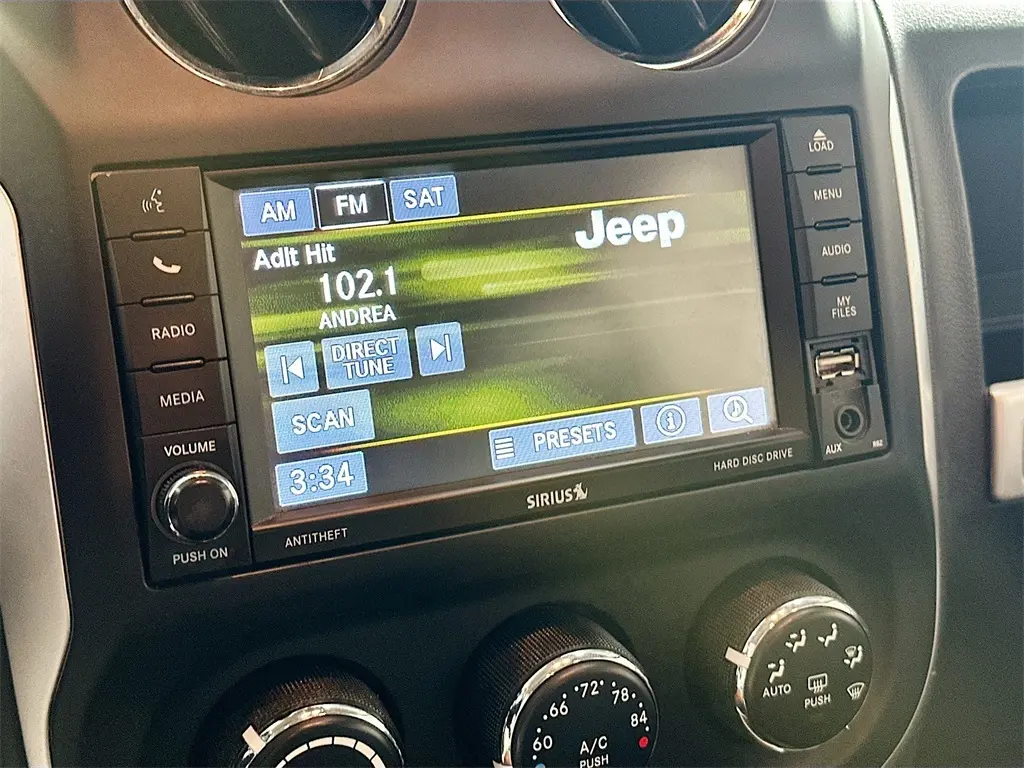 LOAD
MENU
AUDIO
MY
FILES
AUX
RBZ
RADIO
MEDIA
VOLUME
PUSH ON
AM FM SAT
Jeep
Adlt Hit
102.1
ANDREA
DIRECT
TUNE
SCAN
PRESETS
3:34
HARD DISC DRIVE
SIRIUS
ANTITHEFT
60 66 72 78 84
A/C
PUSH
AUTO
PUSH